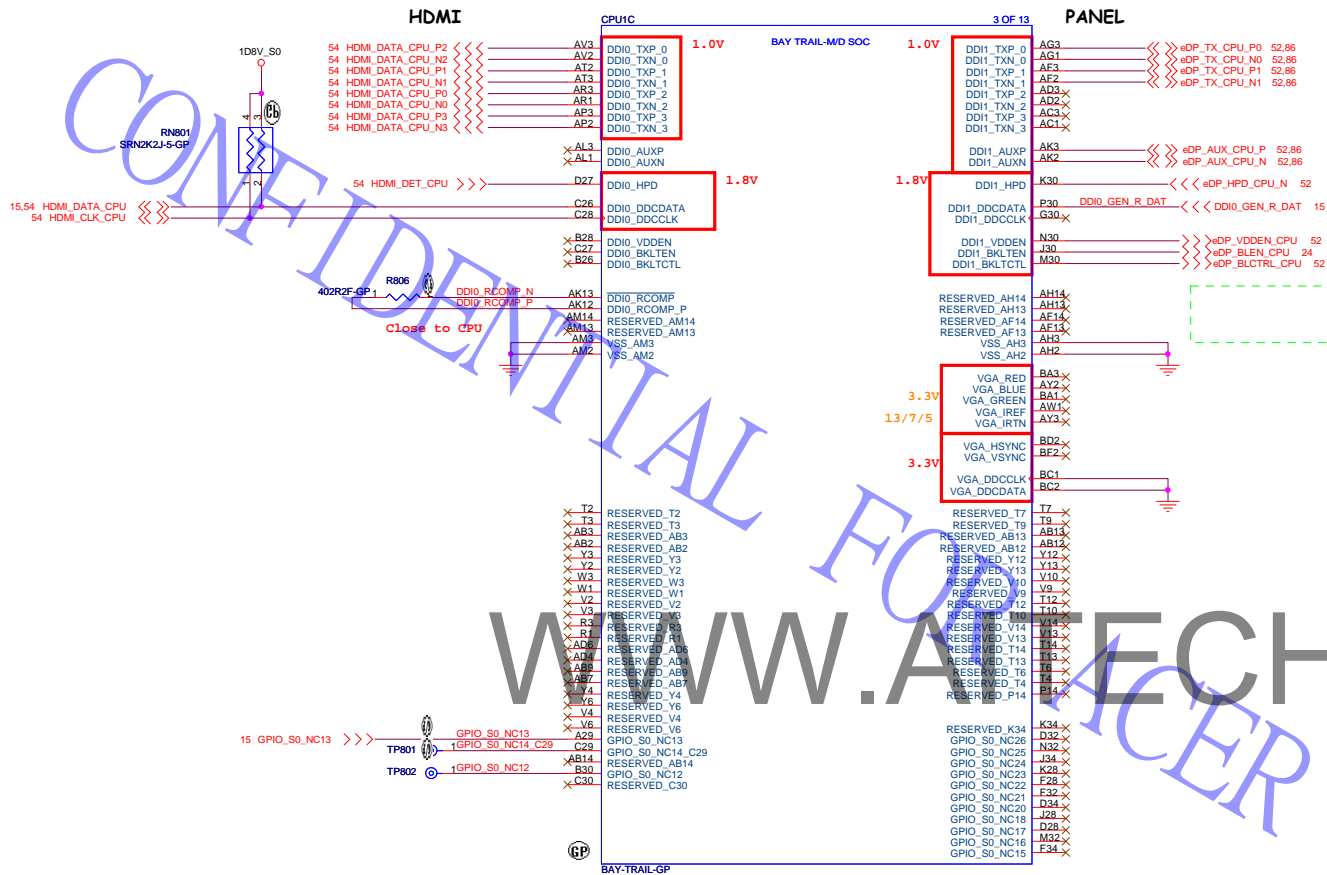 HDMI
CPU1C
3 OF 13
PANEL
1D8V_S0
BAY TRAIL-M/D SOC
1.0V
1.0V
54 HDMI_DATA_CPU_P2 AV3 DDI0_TXP_0
54 HDMI_DATA_CPU_N2 AV2 DDI0_TXN_0
54 HDMI_DATA_CPU_P1 AT2 DDI0_TXP_1
54 HDMI_DATA_CPU_N1 AT3 DDI0_TXN_1
54 HDMI_DATA_CPU_P0 AR3 DDI0_TXP_2
54 HDMI_DATA_CPU_N0 AR1 DDI0_TXN_2
54 HDMI_DATA_CPU_P3 AP3 DDI0_TXP_3
54 HDMI_DATA_CPU_N3 AP2 DDI0_TXN_3
DDI1_TXP_0 AG3 eDP_TX_CPU_P0 52,86
DDI1_TXN_0 AG1 eDP_TX_CPU_N0 52,86
DDI1_TXP_1 AF3 eDP_TX_CPU_P1 52,86
DDI1_TXN_1 AF2 eDP_TX_CPU_N1 52,86
DDI1_TXP_2 AD3
DDI1_TXN_2 AD2
DDI1_TXP_3 AC3
DDI1_TXN_3 AC1
4 3
RN801
SRN2K2J-5-GP
1 2
AL3 DDI0_AUXP
AL1 DDI0_AUXN
DDI1_AUXP AK3 eDP_AUX_CPU_P 52,86
DDI1_AUXN AK2 eDP_AUX_CPU_N 52,86
1.8V
1.8V
54 HDMI_DET_CPU D27 DDI0_HPD
DDI1_HPD K30 eDP_HPD_CPU_N 52
15,54 HDMI_DATA_CPU C26 DDI0_DDCDATA
54 HDMI_CLK_CPU C28 DDI0_DDCCLK
DDI1_DDCDATA P30 DDI0_GEN_R_DAT DDI0_GEN_R_DAT 15
DDI1_DDCCLK G30
B28 DDI0_VDDEN
C27 DDI0_BKLTEN
B26 DDI0_BKLTCTL
DDI1_VDDEN N30 eDP_VDDEN_CPU 52
DDI1_BKLTEN J30 eDP_BLEN_CPU 24
DDI1_BKLTCTL M30 eDP_BLCTRL_CPU 52
R806
402R2F-GP 1 DDI0_RCOMP_N AK13 DDI0_RCOMP
DDI0_RCOMP_P AK12 DDI0_RCOMP_P
Close to CPU
AM14 RESERVED_AM14
AM13 RESERVED_AM13
AM3 VSS_AM3
AM2 VSS_AM2
RESERVED_AH14 AH14
RESERVED_AH13 AH13
RESERVED_AF14 AF14
RESERVED_AF13 AF13
VSS_AH3 AH3
VSS_AH2 AH2
3.3V
13/7/5
VGA_RED BA3
VGA_BLUE AY2
VGA_GREEN BA1
VGA_IREF AW1
VGA_IRTN AY3
3.3V
VGA_HSYNC BD2
VGA_VSYNC BF2
VGA_DDCCLK BC1
VGA_DDCDATA BC2
T2 RESERVED_T2
T3 RESERVED_T3
AB3 RESERVED_AB3
AB2 RESERVED_AB2
Y3 RESERVED_Y3
Y2 RESERVED_Y2
W3 RESERVED_W3
W1 RESERVED_W1
V2 RESERVED_V2
V3 RESERVED_V3
R3 RESERVED_R3
R1 RESERVED_R1
AD6 RESERVED_AD6
AD4 RESERVED_AD4
AB9 RESERVED_AB9
AB7 RESERVED_AB7
Y4 RESERVED_Y4
Y6 RESERVED_Y6
V4 RESERVED_V4
V6 RESERVED_V6
15 GPIO_S0_NC13 GPIO_S0_NC13 A29 GPIO_S0_NC13
TP801 1 GPIO_S0_NC14_C29 C29 GPIO_S0_NC14_C29
AB14 RESERVED_AB14
TP802 1 GPIO_S0_NC12 B30 GPIO_S0_NC12
C30 RESERVED_C30
RESERVED_T7 T7
RESERVED_T9 T9
RESERVED_AB13 AB13
RESERVED_AB12 AB12
RESERVED_Y12 Y12
RESERVED_Y13 Y13
RESERVED_V10 V10
RESERVED_V9 V9
RESERVED_T12 T12
RESERVED_T10 T10
RESERVED_V14 V14
RESERVED_V13 V13
RESERVED_T14 T14
RESERVED_T13 T13
RESERVED_T6 T6
RESERVED_T4 T4
RESERVED_P14 P14
RESERVED_K34 K34
GPIO_S0_NC26 D32
GPIO_S0_NC25 N32
GPIO_S0_NC24 J34
GPIO_S0_NC23 K28
GPIO_S0_NC22 F28
GPIO_S0_NC21 F32
GPIO_S0_NC20 D34
GPIO_S0_NC18 J28
GPIO_S0_NC17 D28
GPIO_S0_NC16 M32
GPIO_S0_NC15 F34
GP
BAY-TRAIL-GP
CONFIDENTIAL FOR ACER
WWW.AliTECH